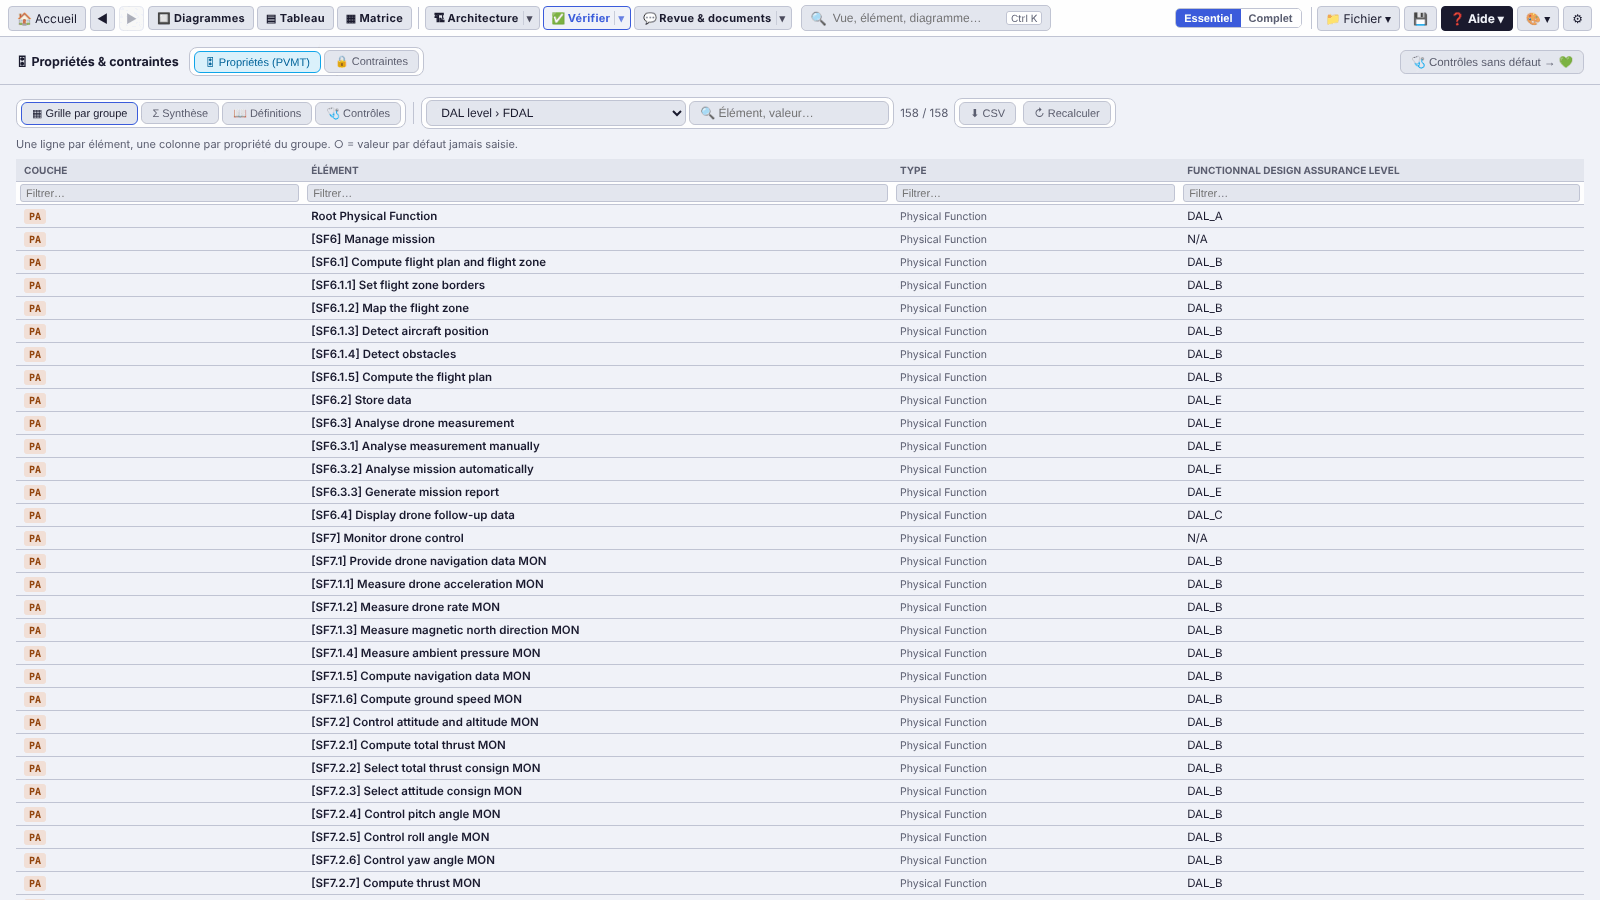 🏠 Accueil ◀ ▶ 🔲 Diagrammes ▤ Tableau ▦ Matrice 🏗 Architecture ▾ ✅ Vérifier ▾ 💬 Revue & documents ▾ 🔍 Vue, élément, diagramme… Ctrl K Essentiel Complet 📁 Fichier ▾ 💾 ❓ Aide ▾ 🎨 ▾ ⚙
🎛 Propriétés & contraintes 🎛 Propriétés (PVMT) 🔒 Contraintes 🩺 Contrôles sans défaut → 💚
▦ Grille par groupe Σ Synthèse 📖 Définitions 🩺 Contrôles DAL level › FDAL 🔍 Élément, valeur… 158 / 158 ⬇ CSV ↻ Recalculer
Une ligne par élément, une colonne par propriété du groupe. ○ = valeur par défaut jamais saisie.
COUCHE ÉLÉMENT TYPE FUNCTIONNAL DESIGN ASSURANCE LEVEL
Filtrer… Filtrer… Filtrer… Filtrer…
PA Root Physical Function Physical Function DAL_A
PA [SF6] Manage mission Physical Function N/A
PA [SF6.1] Compute flight plan and flight zone Physical Function DAL_B
PA [SF6.1.1] Set flight zone borders Physical Function DAL_B
PA [SF6.1.2] Map the flight zone Physical Function DAL_B
PA [SF6.1.3] Detect aircraft position Physical Function DAL_B
PA [SF6.1.4] Detect obstacles Physical Function DAL_B
PA [SF6.1.5] Compute the flight plan Physical Function DAL_B
PA [SF6.2] Store data Physical Function DAL_E
PA [SF6.3] Analyse drone measurement Physical Function DAL_E
PA [SF6.3.1] Analyse measurement manually Physical Function DAL_E
PA [SF6.3.2] Analyse mission automatically Physical Function DAL_E
PA [SF6.3.3] Generate mission report Physical Function DAL_E
PA [SF6.4] Display drone follow-up data Physical Function DAL_C
PA [SF7] Monitor drone control Physical Function N/A
PA [SF7.1] Provide drone navigation data MON Physical Function DAL_B
PA [SF7.1.1] Measure drone acceleration MON Physical Function DAL_B
PA [SF7.1.2] Measure drone rate MON Physical Function DAL_B
PA [SF7.1.3] Measure magnetic north direction MON Physical Function DAL_B
PA [SF7.1.4] Measure ambient pressure MON Physical Function DAL_B
PA [SF7.1.5] Compute navigation data MON Physical Function DAL_B
PA [SF7.1.6] Compute ground speed MON Physical Function DAL_B
PA [SF7.2] Control attitude and altitude MON Physical Function DAL_B
PA [SF7.2.1] Compute total thrust MON Physical Function DAL_B
PA [SF7.2.2] Select total thrust consign MON Physical Function DAL_B
PA [SF7.2.3] Select attitude consign MON Physical Function DAL_B
PA [SF7.2.4] Control pitch angle MON Physical Function DAL_B
PA [SF7.2.5] Control roll angle MON Physical Function DAL_B
PA [SF7.2.6] Control yaw angle MON Physical Function DAL_B
PA [SF7.2.7] Compute thrust MON Physical Function DAL_B